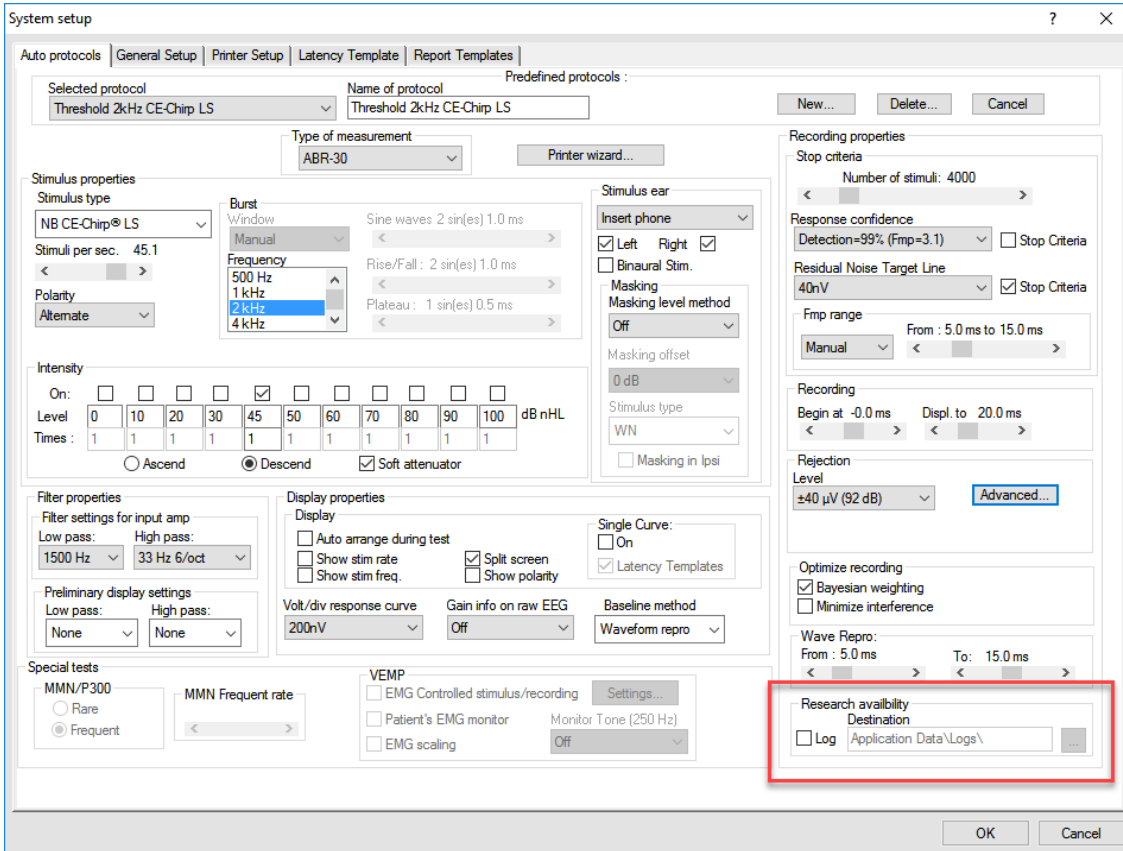 System setup ?
Auto protocols General Setup Printer Setup Latency Template Report Templates
Predefined protocols :
Selected protocol Name of protocol
Threshold 2kHz CE-Chirp LS Threshold 2kHz CE-Chirp LS New... Delete... Cancel
Type of measurement
ABR-30 Printer wizard...
Stimulus properties
Stimulus type
NB CE-Chirp® LS
Stimuli per sec. 45.1
Polarity
Alternate
Burst
Window
Manual
Frequency
500 Hz
1 kHz
2 kHz
4 kHz
Sine waves 2 sin(es) 1.0 ms
Rise/Fall : 2 sin(es) 1.0 ms
Plateau : 1 sin(es) 0.5 ms
Intensity
On:
Level 0 10 20 30 45 50 60 70 80 90 100 dB nHL
Times : 1 1 1 1 1 1 1 1 1 1 1
Ascend Descend Soft attenuator
Stimulus ear
Insert phone
Left Right
Binaural Stim.
Masking
Masking level method
Off
Masking offset
0 dB
Stimulus type
WN
Masking in Ipsi
Recording properties
Stop criteria
Number of stimuli: 4000
Response confidence
Detection=99% (Fmp=3.1) Stop Criteria
Residual Noise Target Line
40nV Stop Criteria
Fmp range
Manual From : 5.0 ms to 15.0 ms
Recording
Begin at -0.0 ms Displ. to 20.0 ms
Rejection
Level
±40 µV (92 dB) Advanced...
Optimize recording
Bayesian weighting
Minimize interference
Wave Repro:
From : 5.0 ms To: 15.0 ms
Research availbility
Destination
Log Application Data\Logs\ ...
Filter properties
Filter settings for input amp
Low pass: High pass:
1500 Hz 33 Hz 6/oct
Preliminary display settings
Low pass: High pass:
None None
Display properties
Display
Auto arrange during test
Show stim rate Split screen
Show stim freq. Show polarity
Single Curve:
On
Latency Templates
Volt/div response curve Gain info on raw EEG Baseline method
200nV Off Waveform repro
Special tests
MMN/P300
Rare
Frequent
MMN Frequent rate
VEMP
EMG Controlled stimulus/recording Settings...
Patient's EMG monitor Monitor Tone (250 Hz)
EMG scaling Off
OK Cancel